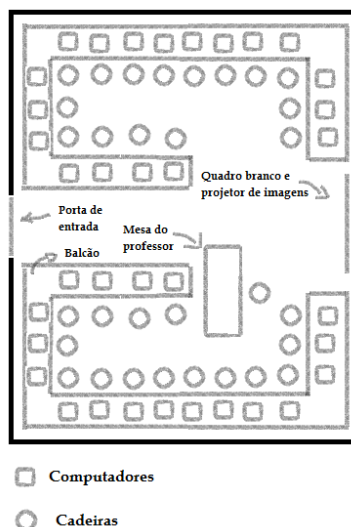 Quadro branco e
projetor de imagens
Porta de
entrada
Mesa do
professor
Balcão
Computadores
Cadeiras